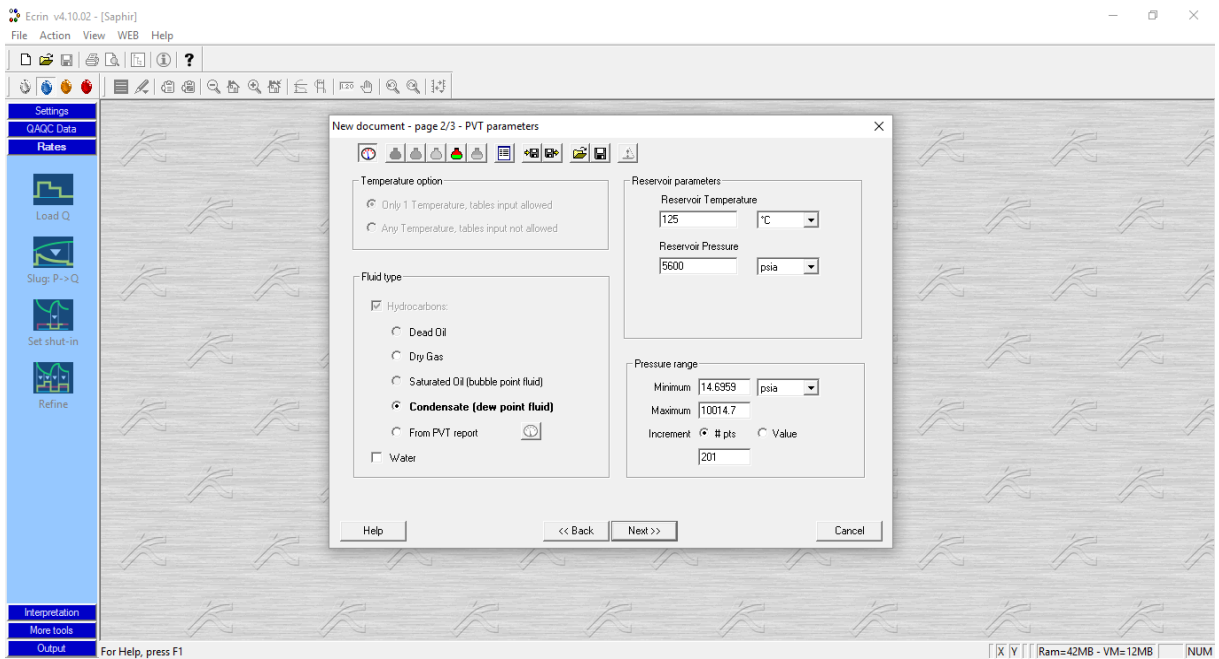 Ecrin v4.10.02 - [Saphir]
File Action View WEB Help
Settings
QAQC Data
Rates
Load Q
Slug: P->Q
Set shut-in
Refine
Interpretation
More tools
Output
New document - page 2/3 - PVT parameters
Temperature option
Only 1 Temperature, tables input allowed
Any Temperature, tables input not allowed
Fluid type
Hydrocarbons:
Dead Oil
Dry Gas
Saturated Oil (bubble point fluid)
Condensate (dew point fluid)
From PVT report
Water
Reservoir parameters
Reservoir Temperature
125 °C
Reservoir Pressure
5600 psia
Pressure range
Minimum 14.6959 psia
Maximum 10014.7
Increment # pts Value
201
Help << Back Next >> Cancel
For Help, press F1 X Y Ram=42MB - VM=12MB NUM